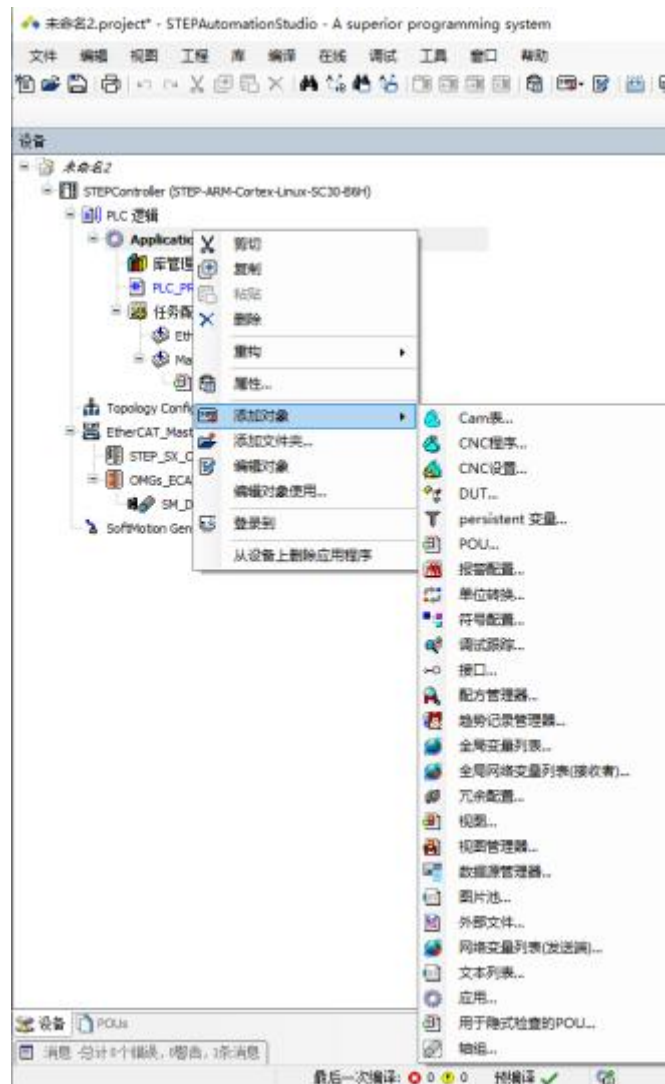 未命名2.project* - STEPAutomationStudio - A superior programming system
文件 编辑 视图 工程 库 编译 在线 调试 工具 窗口 帮助
设备
未命名2
STEPController (STEP-ARM-Cortex-Linux-SC30-B6H)
PLC 逻辑
Applicatio
库管理
PLC_PR
任务配
Eth
Ma
Topology Config
EtherCAT_Mast
STEP_SX_C
OMGs_ECA
SM_D
SoftMotion Gen
剪切
复制
粘贴
删除
重构
属性...
添加对象
添加文件夹...
编辑对象
编辑对象使用...
登录到
从设备上删除应用程序
Cam表...
CNC程序...
CNC设置...
DUT...
persistent 变量...
POU...
报警配置...
单位转换...
符号配置...
调试跟踪...
接口...
配方管理器...
趋势记录管理器...
全局变量列表...
全局网络变量列表(接收者)...
冗余配置...
视图...
视图管理器...
数据源管理器...
图片池...
外部文件...
网络变量列表(发送端)...
文本列表...
应用...
用于隐式检查的POU...
轴组...
设备 POUs
消息 -总计0个错误, 0警告, 1条消息
最后一次编译: 0 0 预编译